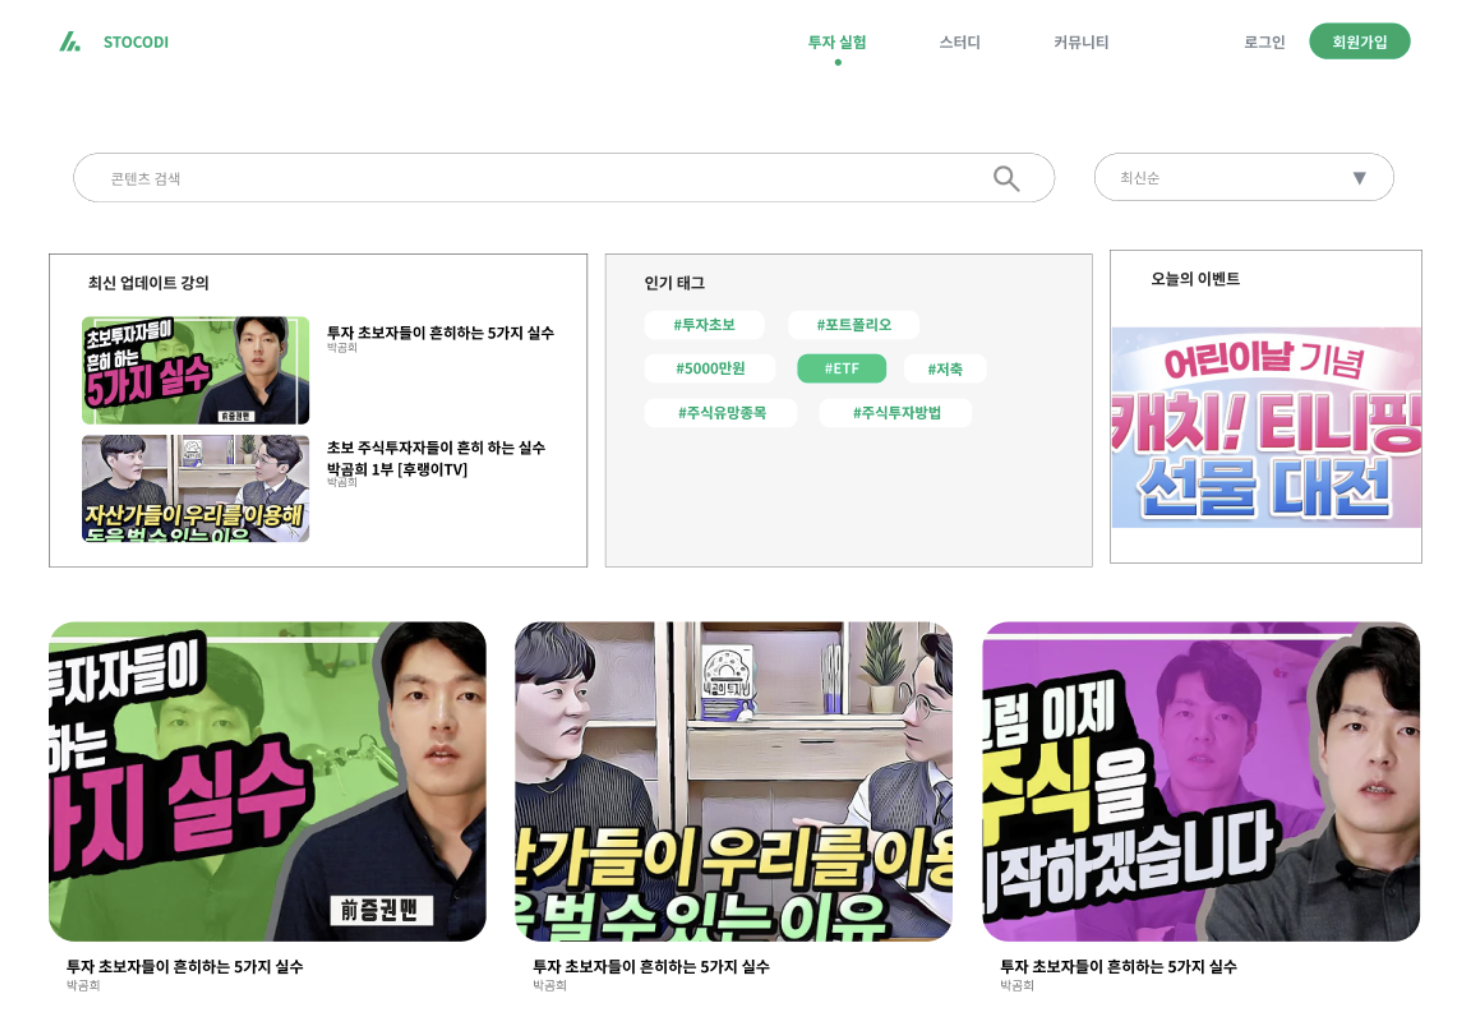 STOCODI
투자 실험
스터디
커뮤니티
로그인
회원가입
콘텐츠 검색
최신순
최신 업데이트 강의
초보투자자들이
흔히 하는
5가지 실수
前증권맨
투자 초보자들이 흔히하는 5가지 실수
박곰희
자산가들이 우리를 이용해
돈을 벌 수 있는 이유
초보 주식투자자들이 흔히 하는 실수
박곰희 1부 [후랭이TV]
박곰희
인기 태그
#투자초보
#포트폴리오
#5000만원
#ETF
#저축
#주식유망종목
#주식투자방법
오늘의 이벤트
어린이날 기념
캐치! 티니핑
선물 대전
투자자들이
하는
가지 실수
前증권맨
투자 초보자들이 흔히하는 5가지 실수
박곰희
산가들이 우리를 이용
을 벌 수 있는 이유
투자 초보자들이 흔히하는 5가지 실수
박곰희
그럼 이제
주식을
시작하겠습니다
투자 초보자들이 흔히하는 5가지 실수
박곰희